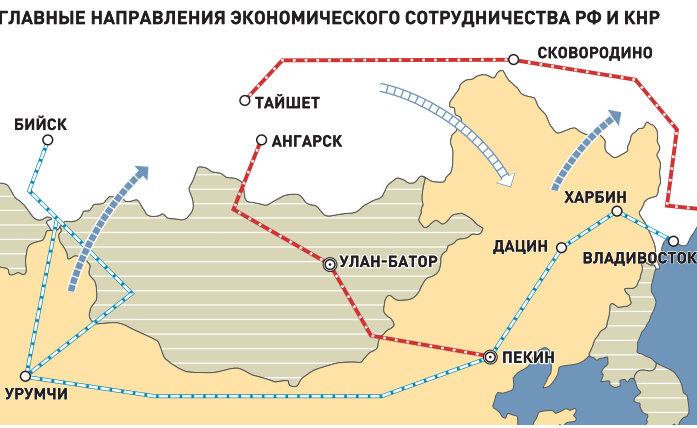 ГЛАВНЫЕ НАПРАВЛЕНИЯ ЭКОНОМИЧЕСКОГО СОТРУДНИЧЕСТВА РФ И КНР
СКОВОРОДИНО
ТАЙШЕТ
БИЙСК
АНГАРСК
ХАРБИН
ДАЦИН
ВЛАДИВОСТОК
УЛАН-БАТОР
ПЕКИН
УРУМЧИ